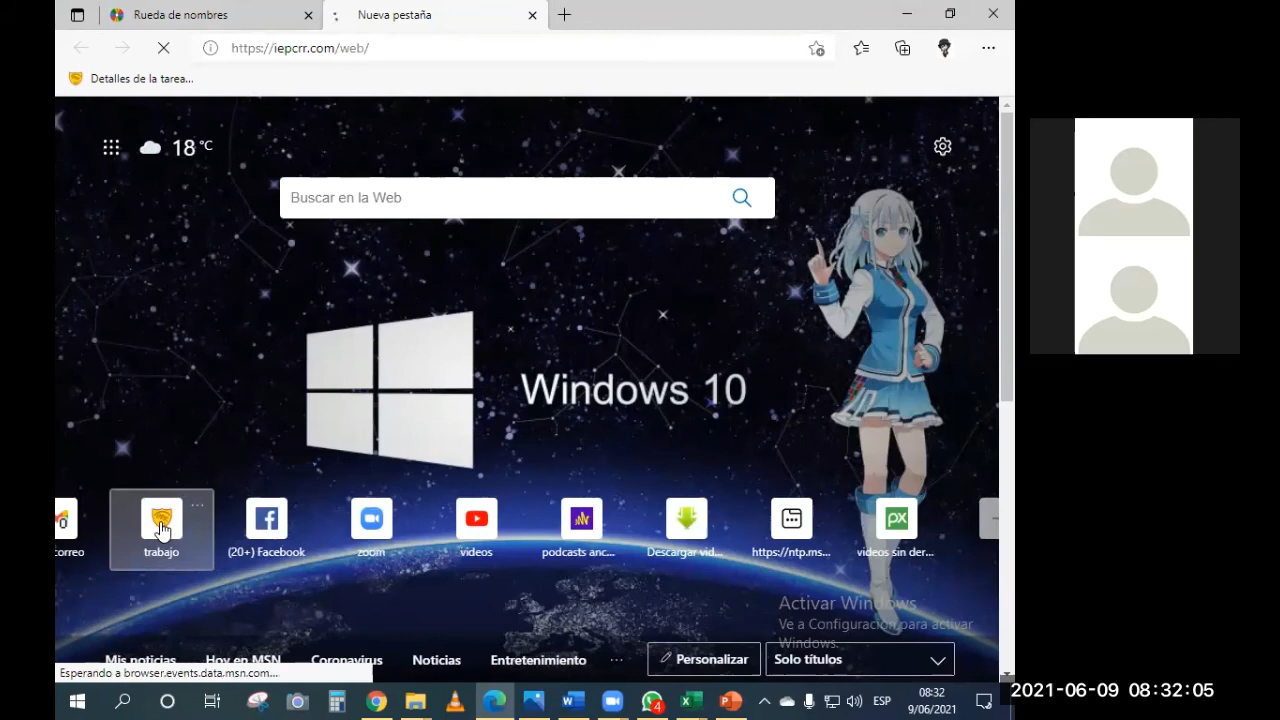 Rueda de nombres
Nueva pestaña
https://iepcrr.com/web/
Detalles de la tarea...
18 °C
Buscar en la Web
Windows 10
correo
trabajo
(20+) Facebook
zoom
videos
podcasts anc...
Descargar vid...
https://ntp.ms...
videos sin der...
Activar Windows
Ve a Configuración para activar
Windows.
Mis noticias
Hoy en MSN
Coronavirus
Noticias
Entretenimiento
Personalizar
Solo títulos
Esperando a browser.events.data.msn.com...
4
ESP
08:32
9/06/2021
2021-06-09 08:32:05